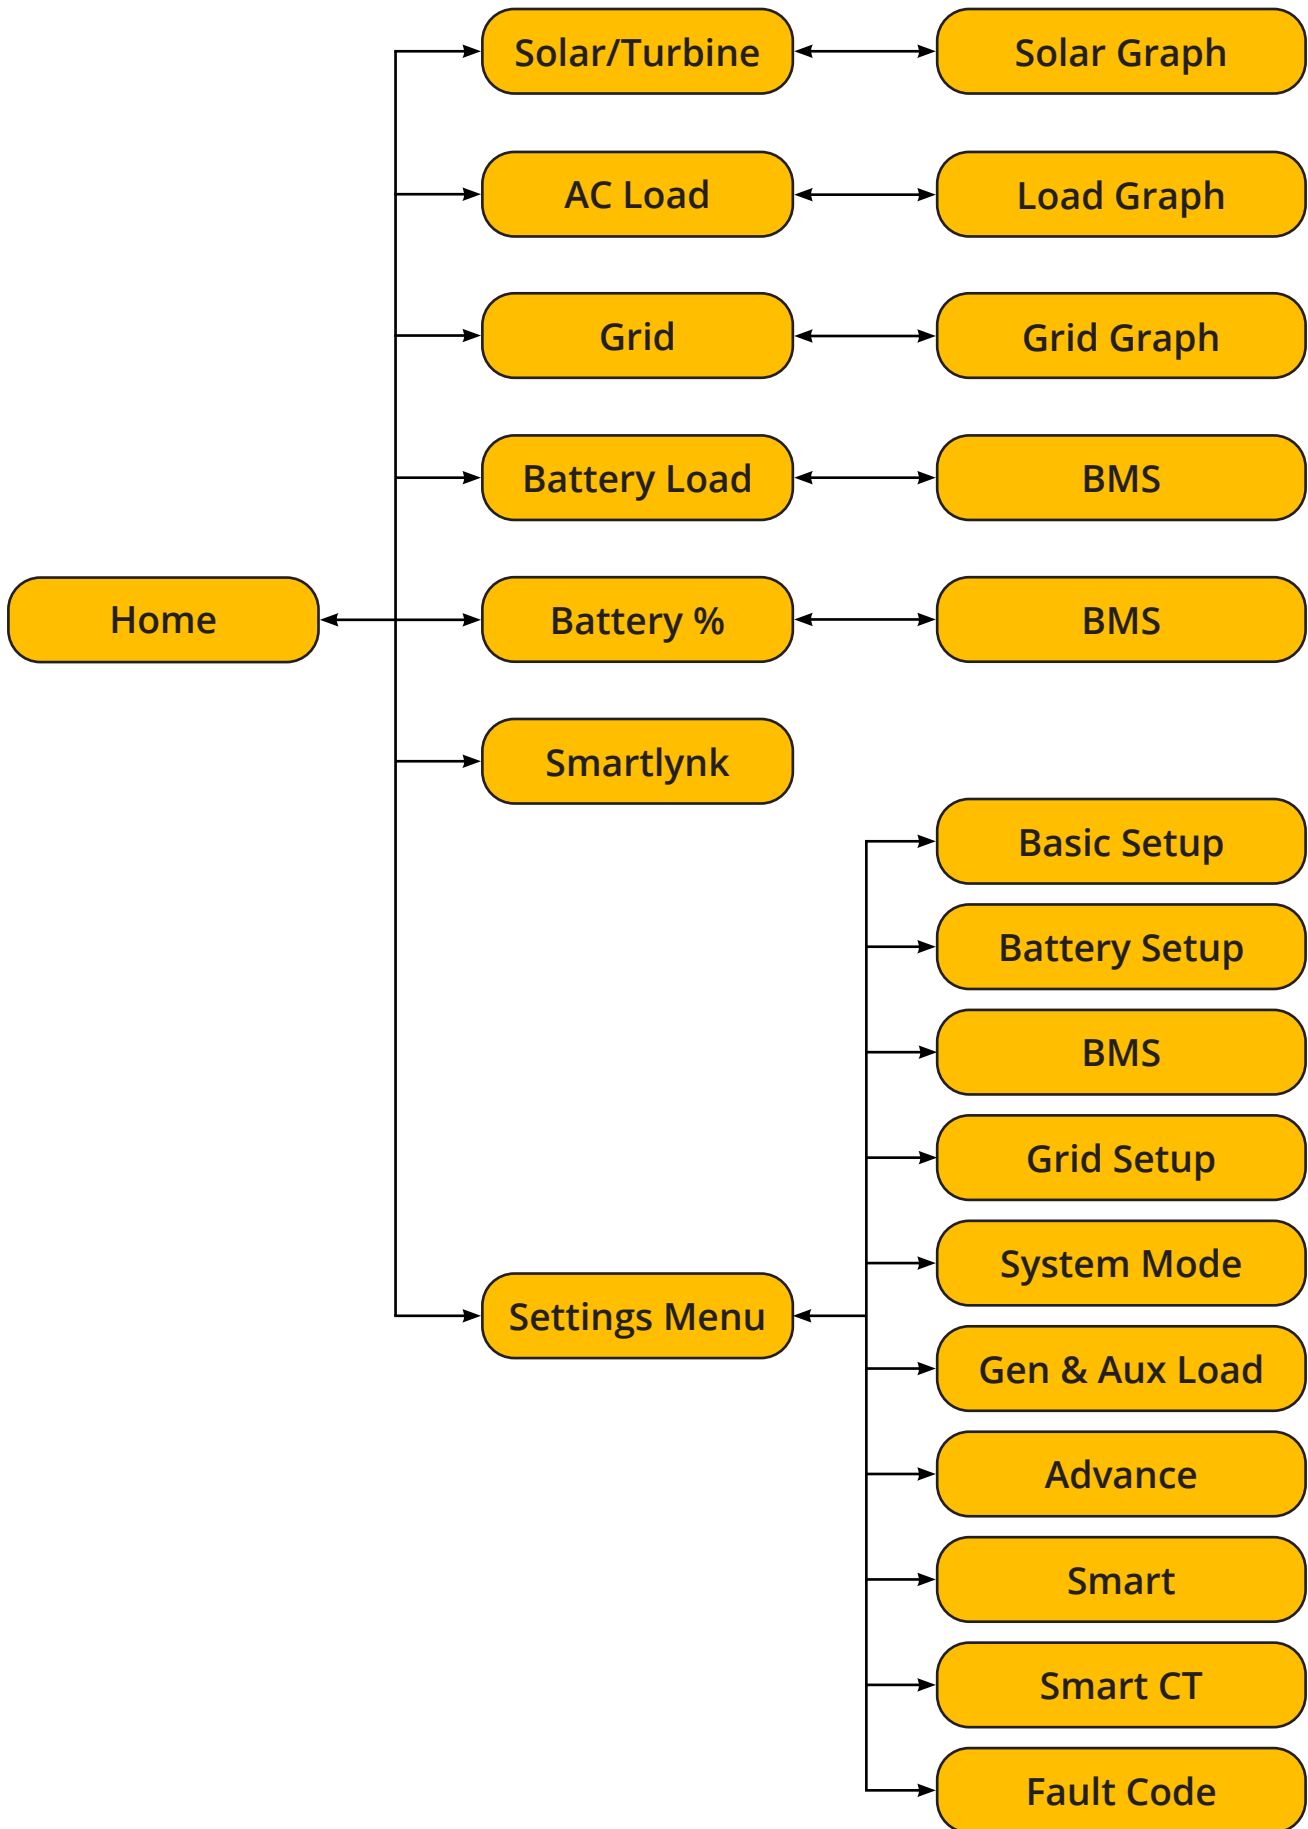 Solar/Turbine
Solar Graph
AC Load
Load Graph
Grid
Grid Graph
Battery Load
BMS
Home
Battery %
BMS
Smartlynk
Basic Setup
Battery Setup
BMS
Grid Setup
System Mode
Settings Menu
Gen & Aux Load
Advance
Smart
Smart CT
Fault Code